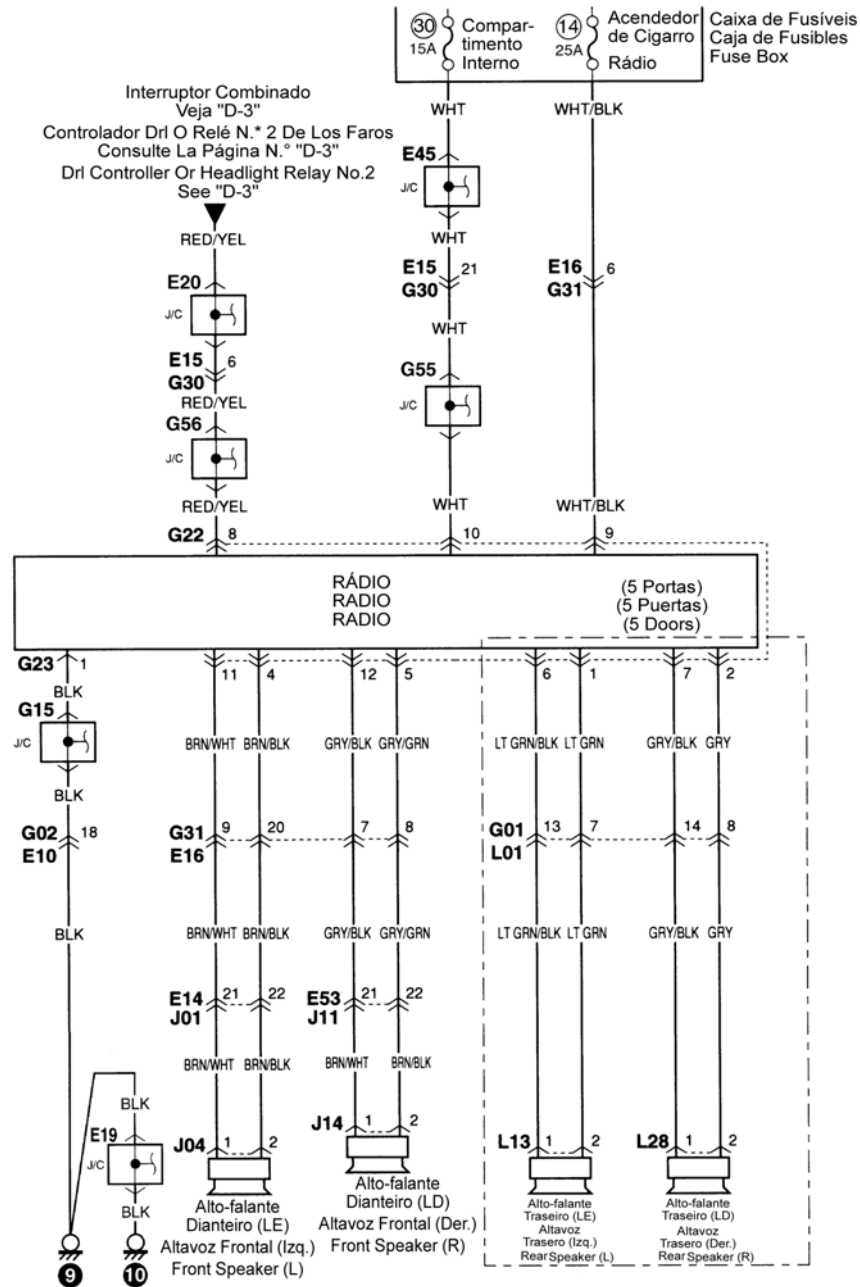 30
15A
Compar-
timento
Interno
14
25A
Acendedor
de Cigarro
Rádio
Caixa de Fusíveis
Caja de Fusibles
Fuse Box
Interruptor Combinado
Veja "D-3"
Controlador Drl O Relé N.* 2 De Los Faros
Consulte La Página N.° "D-3"
Drl Controller Or Headlight Relay No.2
See "D-3"
WHT WHT/BLK
E45
J/C
RED/YEL WHT
E20
J/C
E15 21
G30
E16 6
G31
WHT
E15 6
G30
RED/YEL
G55
J/C
G56
J/C
RED/YEL WHT WHT/BLK
G22 8 10 9
RÁDIO
RADIO
RADIO
(5 Portas)
(5 Puertas)
(5 Doors)
G23 1 11 4 12 5 6 1 7 2
BLK
G15
J/C
BRN/WHT BRN/BLK GRY/BLK GRY/GRN LT GRN/BLK LT GRN GRY/BLK GRY
BLK
G02 18
E10
G31 9 20 7 8
E16
G01 13 7 14 8
L01
BLK BRN/WHT BRN/BLK GRY/BLK GRY/GRN LT GRN/BLK LT GRN GRY/BLK GRY
E14 21 22
J01
E53 21 22
J11
BRN/WHT BRN/BLK BRN/WHT BRN/BLK
BLK
E19
J/C
BLK
J04 1 2
J14 1 2
L13 1 2
L28 1 2
9
10
Alto-falante
Dianteiro (LE)
Altavoz Frontal (Izq.)
Front Speaker (L)
Alto-falante
Dianteiro (LD)
Altavoz Frontal (Der.)
Front Speaker (R)
Alto-falante
Traseiro (LE)
Altavoz
Trasero (Izq.)
Rear Speaker (L)
Alto-falante
Traseiro (LD)
Altavoz
Trasero (Der.)
Rear Speaker (R)